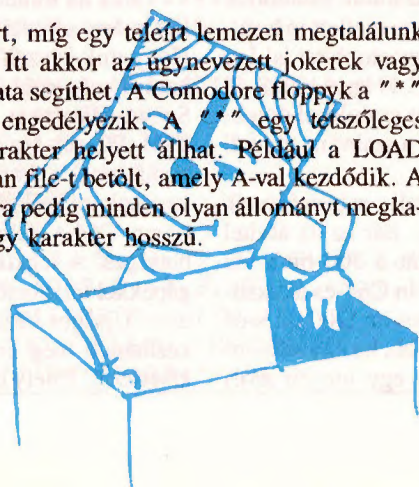 rt, míg egy teleírt lemezen megtalálunk
Itt akkor az úgynevezett jokerek vagy
ata segíthet. A Comodore floppyk a "*"
engedélyezik. A "*" egy tetszőleges
rakter helyett állhat. Például a LOAD
an file-t betölt, amely A-val kezdődik. A
ra pedig minden olyan állományt megka-
gy karakter hosszú.